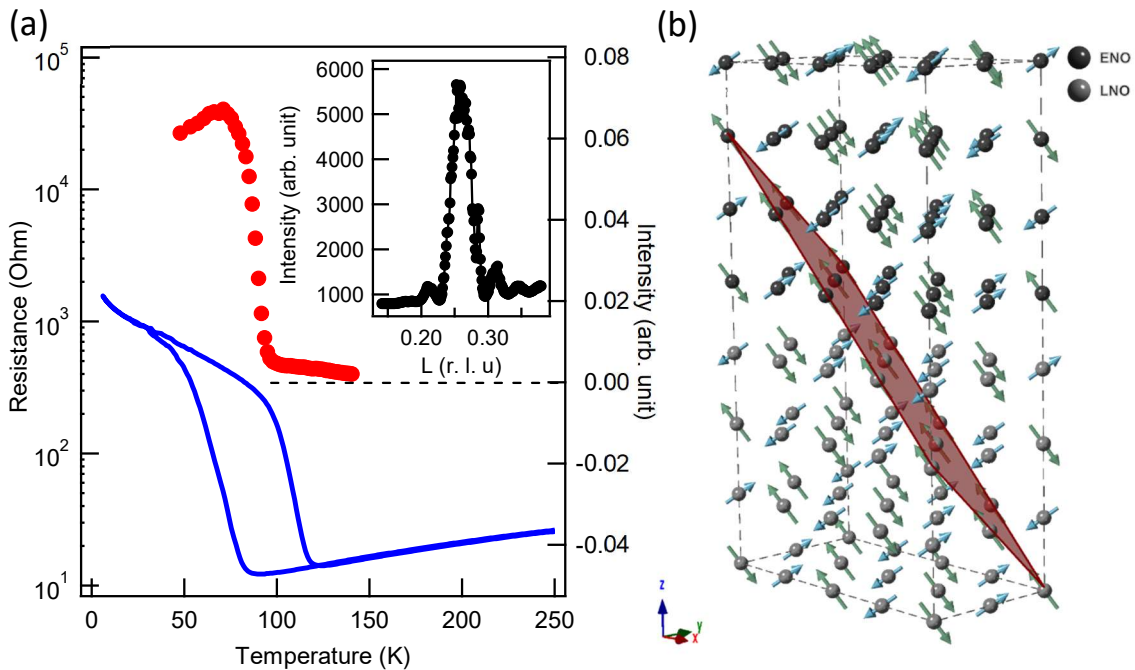 (a)
(b)
Resistance (Ohm)
10^5
10^4
10^3
10^2
10^1
0
50
100
150
200
250
Temperature (K)
Intensity (arb. unit)
0.08
0.06
0.04
0.02
0.00
-0.02
-0.04
Intensity (arb. unit)
6000
5000
4000
3000
2000
1000
0.20
0.30
L (r. l. u)
ENO
LNO
z
y
x